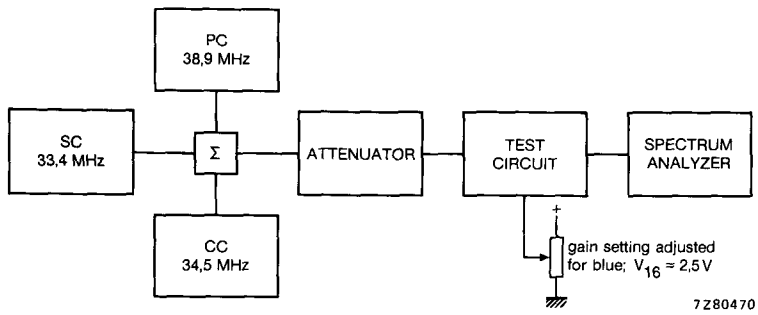 PC
38,9 MHz
SC
33,4 MHz
Σ
ATTENUATOR
TEST
CIRCUIT
SPECTRUM
ANALYZER
CC
34,5 MHz
+
gain setting adjusted
for blue; V16 = 2,5 V
7Z80470